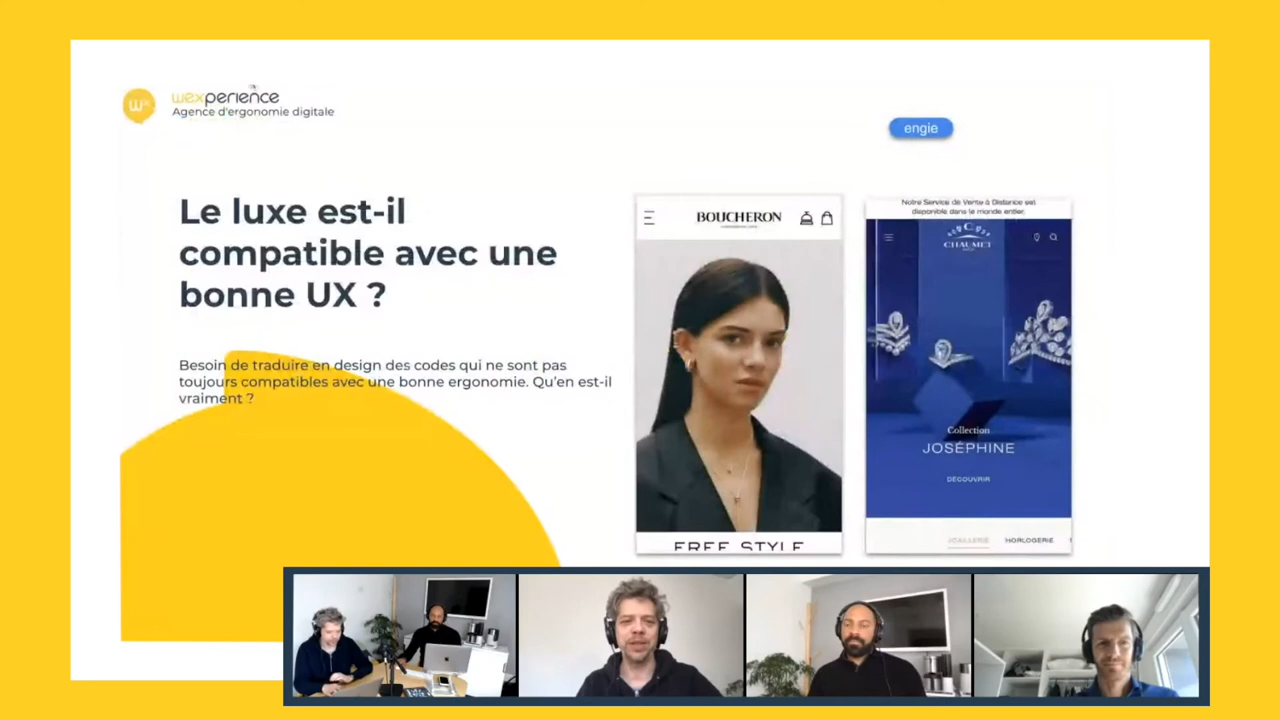 W
wexperience
Agence d'ergonomie digitale
engie
Le luxe est-il
compatible avec une
bonne UX ?
Besoin de traduire en design des codes qui ne sont pas
toujours compatibles avec une bonne ergonomie. Qu'en est-il
vraiment ?
BOUCHERON
FREE STYLE
Notre Service de Vente à Distance est
disponible dans le monde entier.
CHAUMET
Collection
JOSÉPHINE
DÉCOUVRIR
JOAILLERIE HORLOGERIE